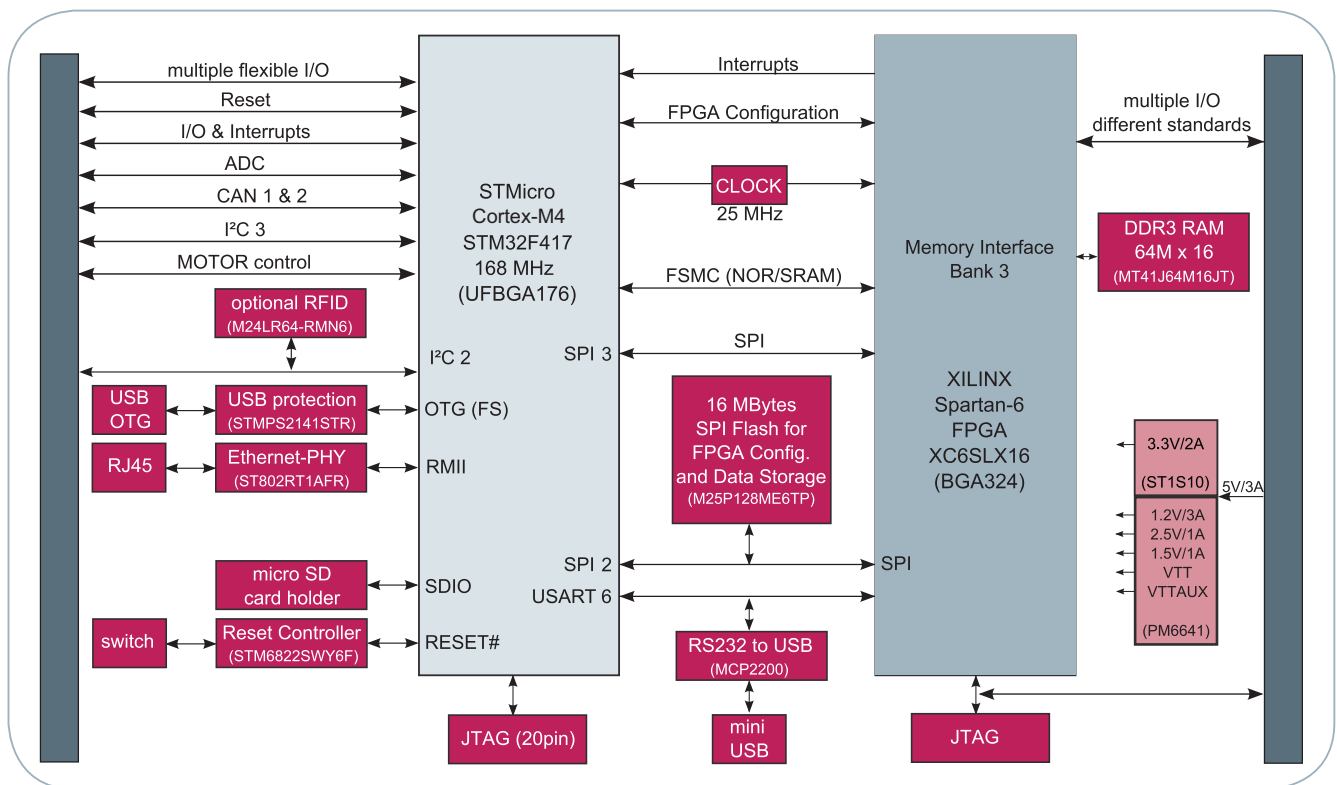 multiple flexible I/O
Reset
I/O & Interrupts
ADC
CAN 1 & 2
I²C 3
MOTOR control
optional RFID
(M24LR64-RMN6)
USB
OTG
USB protection
(STMPS2141STR)
RJ45
Ethernet-PHY
(ST802RT1AFR)
micro SD
card holder
switch
Reset Controller
(STM6822SWY6F)
STMicro
Cortex-M4
STM32F417
168 MHz
(UFBGA176)
I²C 2
OTG (FS)
RMII
SDIO
RESET#
SPI 3
SPI 2
USART 6
JTAG (20pin)
Interrupts
FPGA Configuration
CLOCK
25 MHz
FSMC (NOR/SRAM)
SPI
16 MBytes
SPI Flash for
FPGA Config.
and Data Storage
(M25P128ME6TP)
RS232 to USB
(MCP2200)
mini
USB
Memory Interface
Bank 3
XILINX
Spartan-6
FPGA
XC6SLX16
(BGA324)
SPI
JTAG
multiple I/O
different standards
DDR3 RAM
64M x 16
(MT41J64M16JT)
3.3V/2A
(ST1S10)
5V/3A
1.2V/3A
2.5V/1A
1.5V/1A
VTT
VTTAUX
(PM6641)